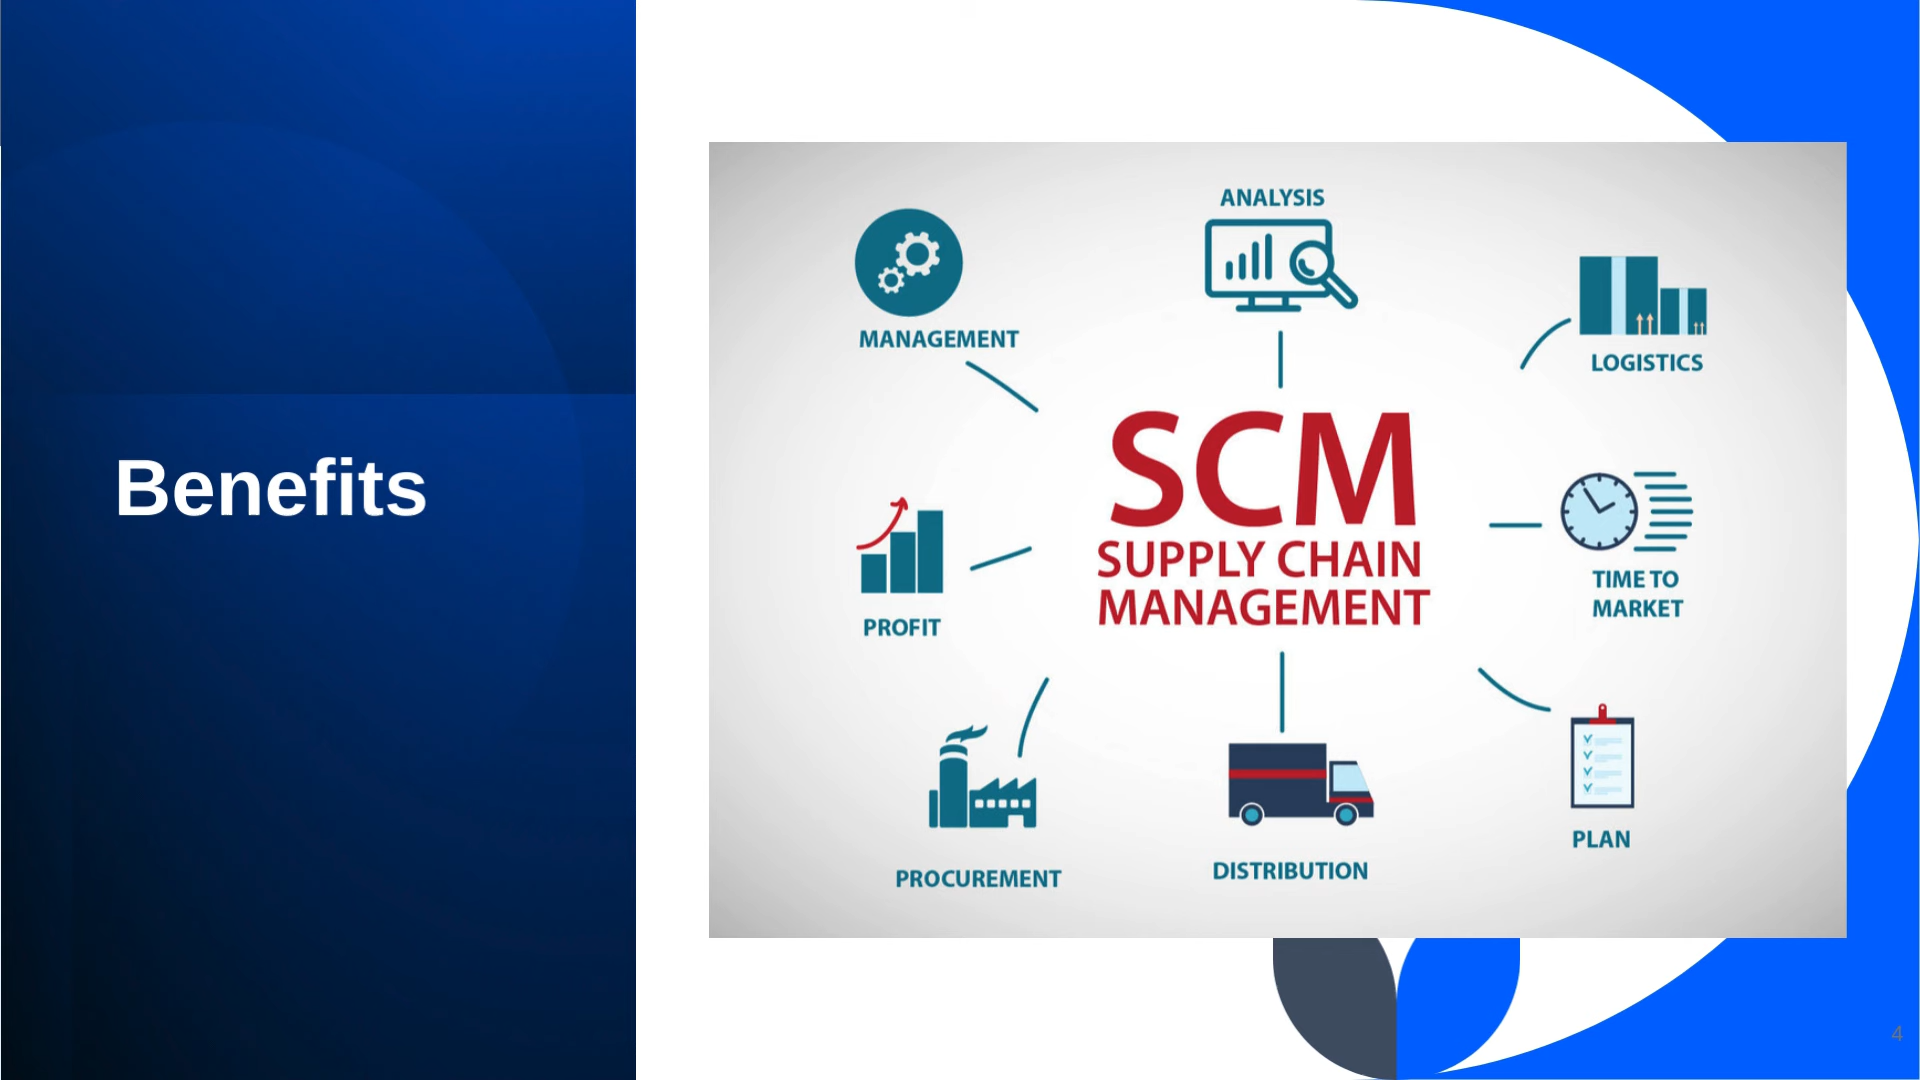 Benefits
ANALYSIS
MANAGEMENT
LOGISTICS
SCM
SUPPLY CHAIN
MANAGEMENT
TIME TO
MARKET
PROFIT
PLAN
PROCUREMENT
DISTRIBUTION
4